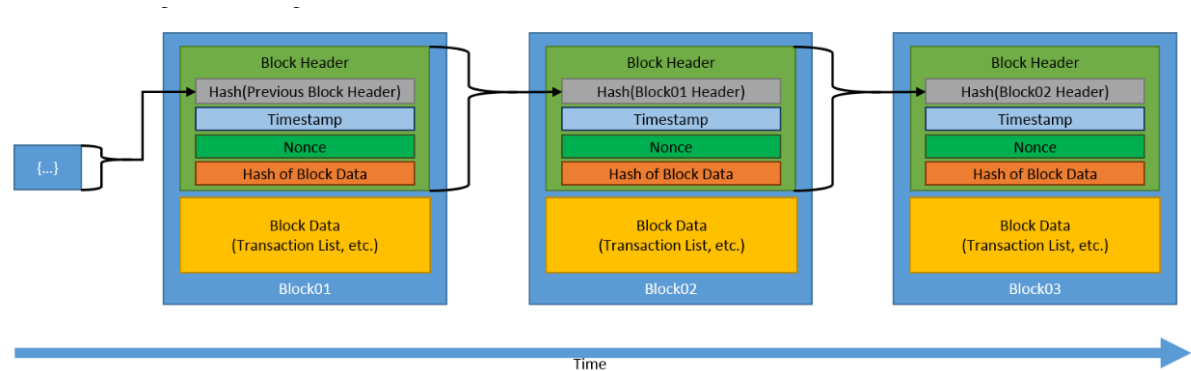 {...}
Block Header
Hash(Previous Block Header)
Timestamp
Nonce
Hash of Block Data
Block Data
(Transaction List, etc.)
Block01
Block Header
Hash(Block01 Header)
Timestamp
Nonce
Hash of Block Data
Block Data
(Transaction List, etc.)
Block02
Block Header
Hash(Block02 Header)
Timestamp
Nonce
Hash of Block Data
Block Data
(Transaction List, etc.)
Block03
Time